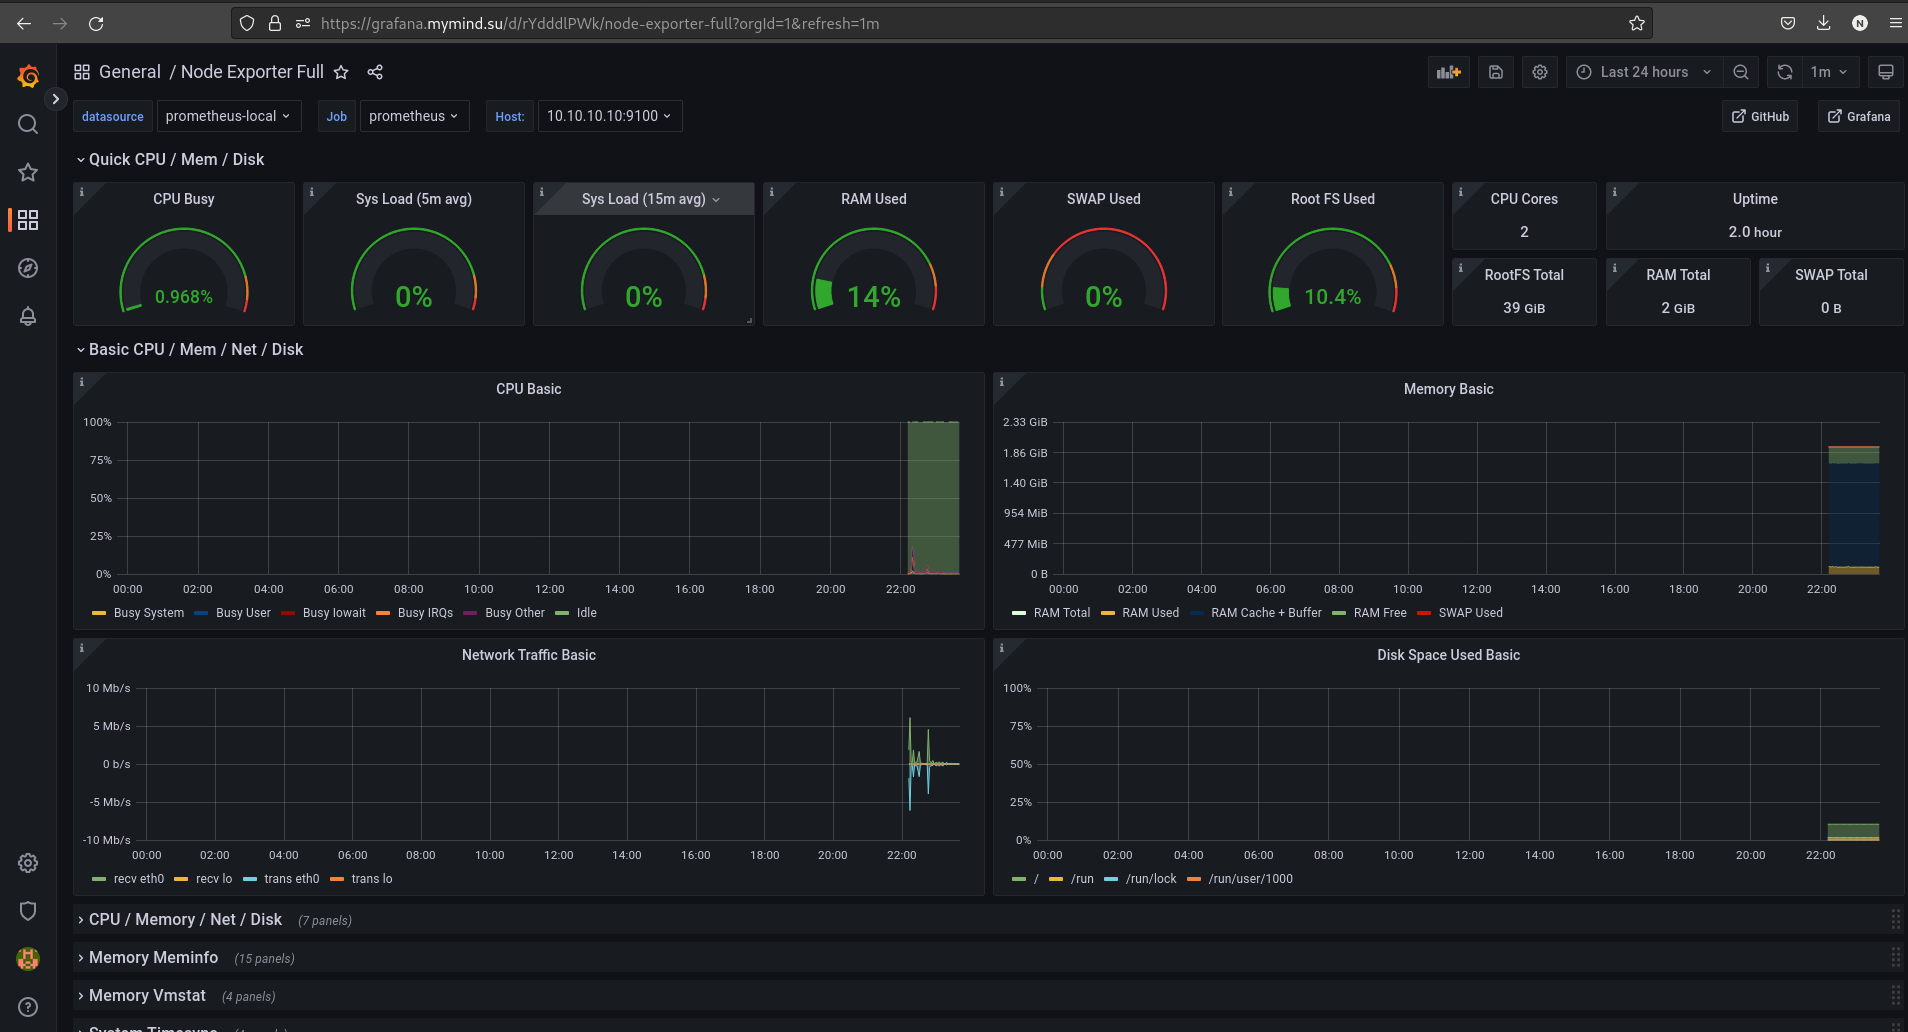 https://grafana.mymind.su/d/rYdddlPWk/node-exporter-full?orgId=1&refresh=1m
N
General / Node Exporter Full
Last 24 hours
1m
datasource prometheus-local Job prometheus Host: 10.10.10.10:9100
GitHub Grafana
Quick CPU / Mem / Disk
CPU Busy
0.968%
Sys Load (5m avg)
0%
Sys Load (15m avg)
0%
RAM Used
14%
SWAP Used
0%
Root FS Used
10.4%
CPU Cores
2
Uptime
2.0 hour
RootFS Total
39 GiB
RAM Total
2 GiB
SWAP Total
0 B
Basic CPU / Mem / Net / Disk
CPU Basic
100%
75%
50%
25%
0%
00:00 02:00 04:00 06:00 08:00 10:00 12:00 14:00 16:00 18:00 20:00 22:00
Busy System Busy User Busy Iowait Busy IRQs Busy Other Idle
Memory Basic
2.33 GiB
1.86 GiB
1.40 GiB
954 MiB
477 MiB
0 B
00:00 02:00 04:00 06:00 08:00 10:00 12:00 14:00 16:00 18:00 20:00 22:00
RAM Total RAM Used RAM Cache + Buffer RAM Free SWAP Used
Network Traffic Basic
10 Mb/s
5 Mb/s
0 b/s
-5 Mb/s
-10 Mb/s
00:00 02:00 04:00 06:00 08:00 10:00 12:00 14:00 16:00 18:00 20:00 22:00
recv eth0 recv lo trans eth0 trans lo
Disk Space Used Basic
100%
75%
50%
25%
0%
00:00 02:00 04:00 06:00 08:00 10:00 12:00 14:00 16:00 18:00 20:00 22:00
/ /run /run/lock /run/user/1000
CPU / Memory / Net / Disk (7 panels)
Memory Meminfo (15 panels)
Memory Vmstat (4 panels)
System Timesync